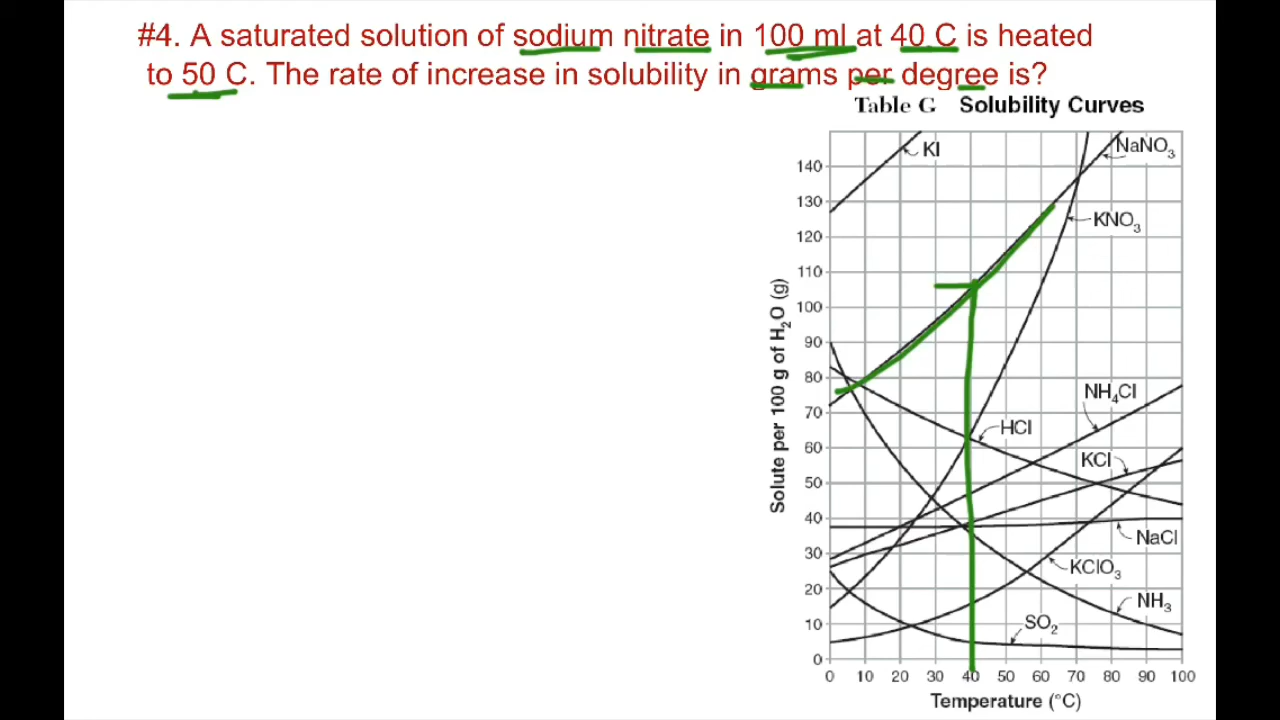 #4. A saturated solution of sodium nitrate in 100 ml at 40 C is heated
to 50 C. The rate of increase in solubility in grams per degree is?
Table G Solubility Curves
KI
NaNO₃
KNO₃
NH₄Cl
HCl
KCl
NaCl
KClO₃
NH₃
SO₂
Solute per 100 g of H₂O (g)
140
130
120
110
100
90
80
70
60
50
40
30
20
10
0
0 10 20 30 40 50 60 70 80 90 100
Temperature (°C)